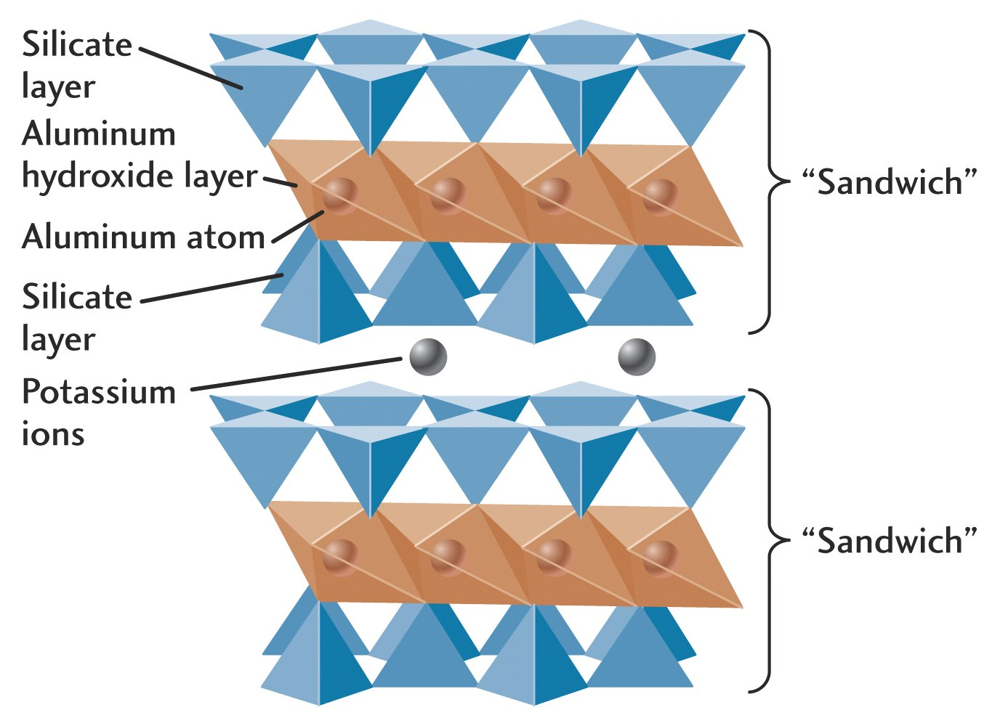 Silicate
layer
Aluminum
hydroxide layer
Aluminum atom
Silicate
layer
Potassium
ions
“Sandwich”
“Sandwich”